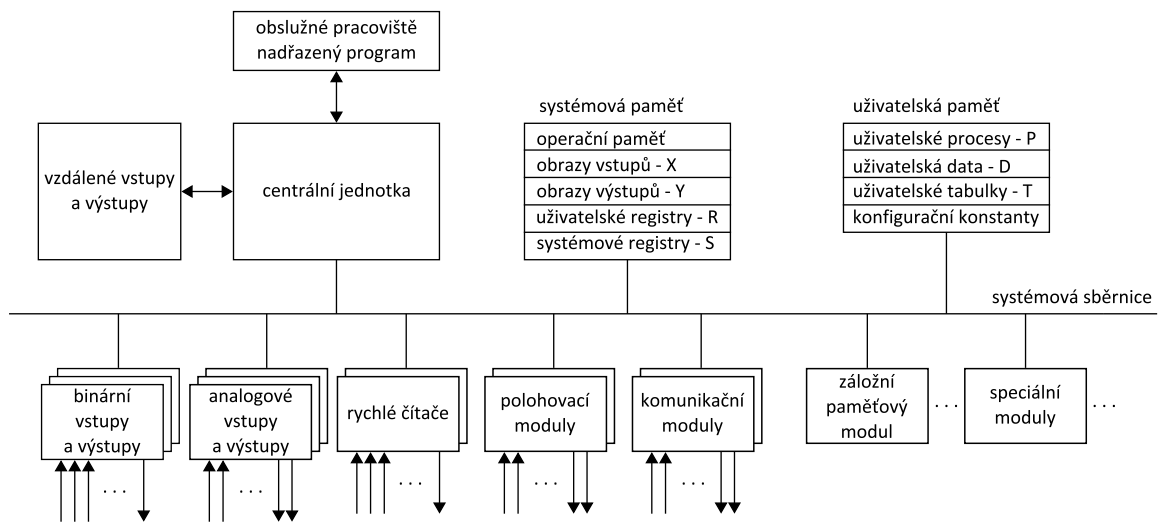 obslužné pracoviště
nadřazený program
vzdálené vstupy
a výstupy
centrální jednotka
systémová paměť
operační paměť
obrazy vstupů - X
obrazy výstupů - Y
uživatelské registry - R
systémové registry - S
uživatelská paměť
uživatelské procesy - P
uživatelská data - D
uživatelské tabulky - T
konfigurační konstanty
systémová sběrnice
binární
vstupy
a výstupy
analogové
vstupy
a výstupy
rychlé čítače
polohovací
moduly
komunikační
moduly
záložní
paměťový
modul
. . .
speciální
moduly
. . .
. . .
. . .
. . .
. . .
. . .